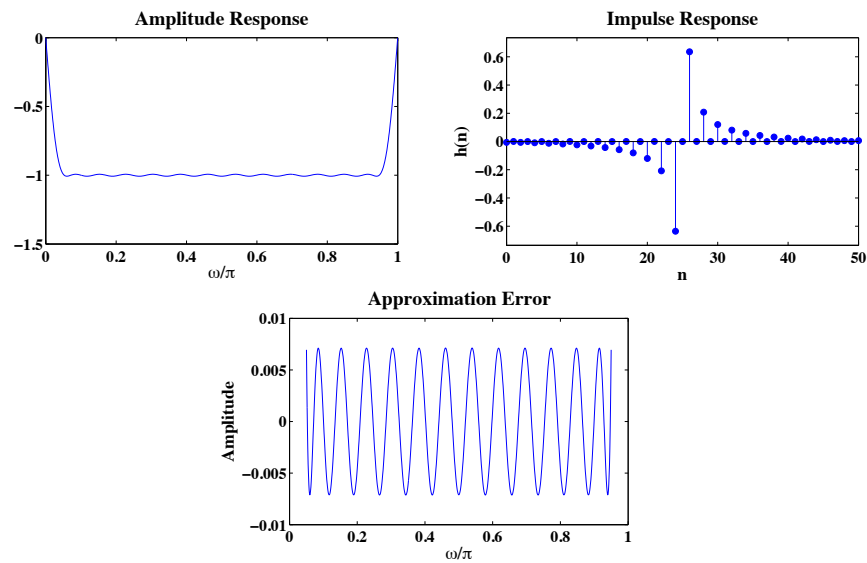 Amplitude Response
0
−0.5
−1
−1.5
0 0.2 0.4 0.6 0.8 1
ω/π
Impulse Response
h(n)
0.6
0.4
0.2
0
−0.2
−0.4
−0.6
0 10 20 30 40 50
n
Approximation Error
Amplitude
0.01
0.005
0
−0.005
−0.01
0 0.2 0.4 0.6 0.8 1
ω/π